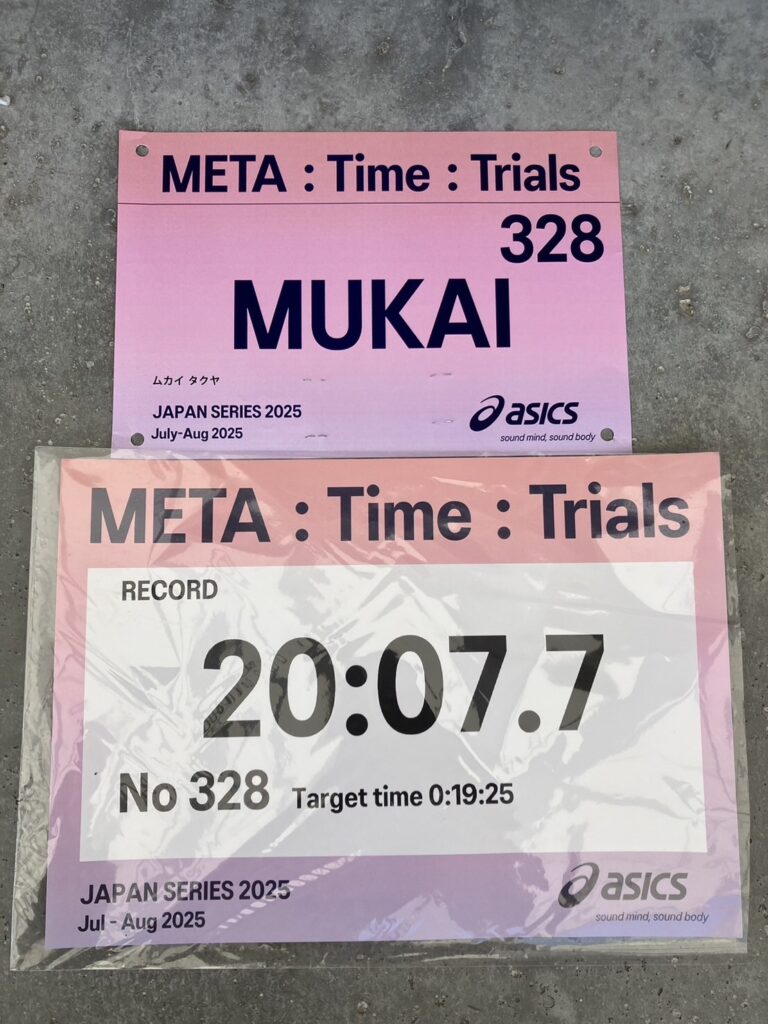 META : Time : Trials
328
MUKAI
ムカイ タクヤ
JAPAN SERIES 2025
July-Aug 2025
asics
sound mind, sound body
META : Time : Trials
RECORD
20:07.7
No 328 Target time 0:19:25
JAPAN SERIES 2025
Jul - Aug 2025
asics
sound mind, sound body